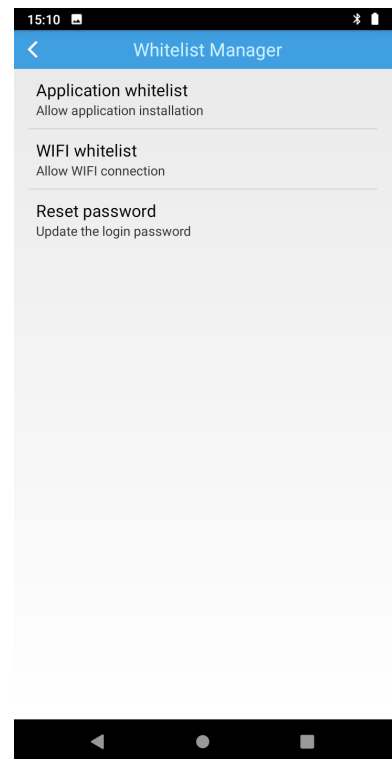 15:10
Whitelist Manager
Application whitelist
Allow application installation
WIFI whitelist
Allow WIFI connection
Reset password
Update the login password